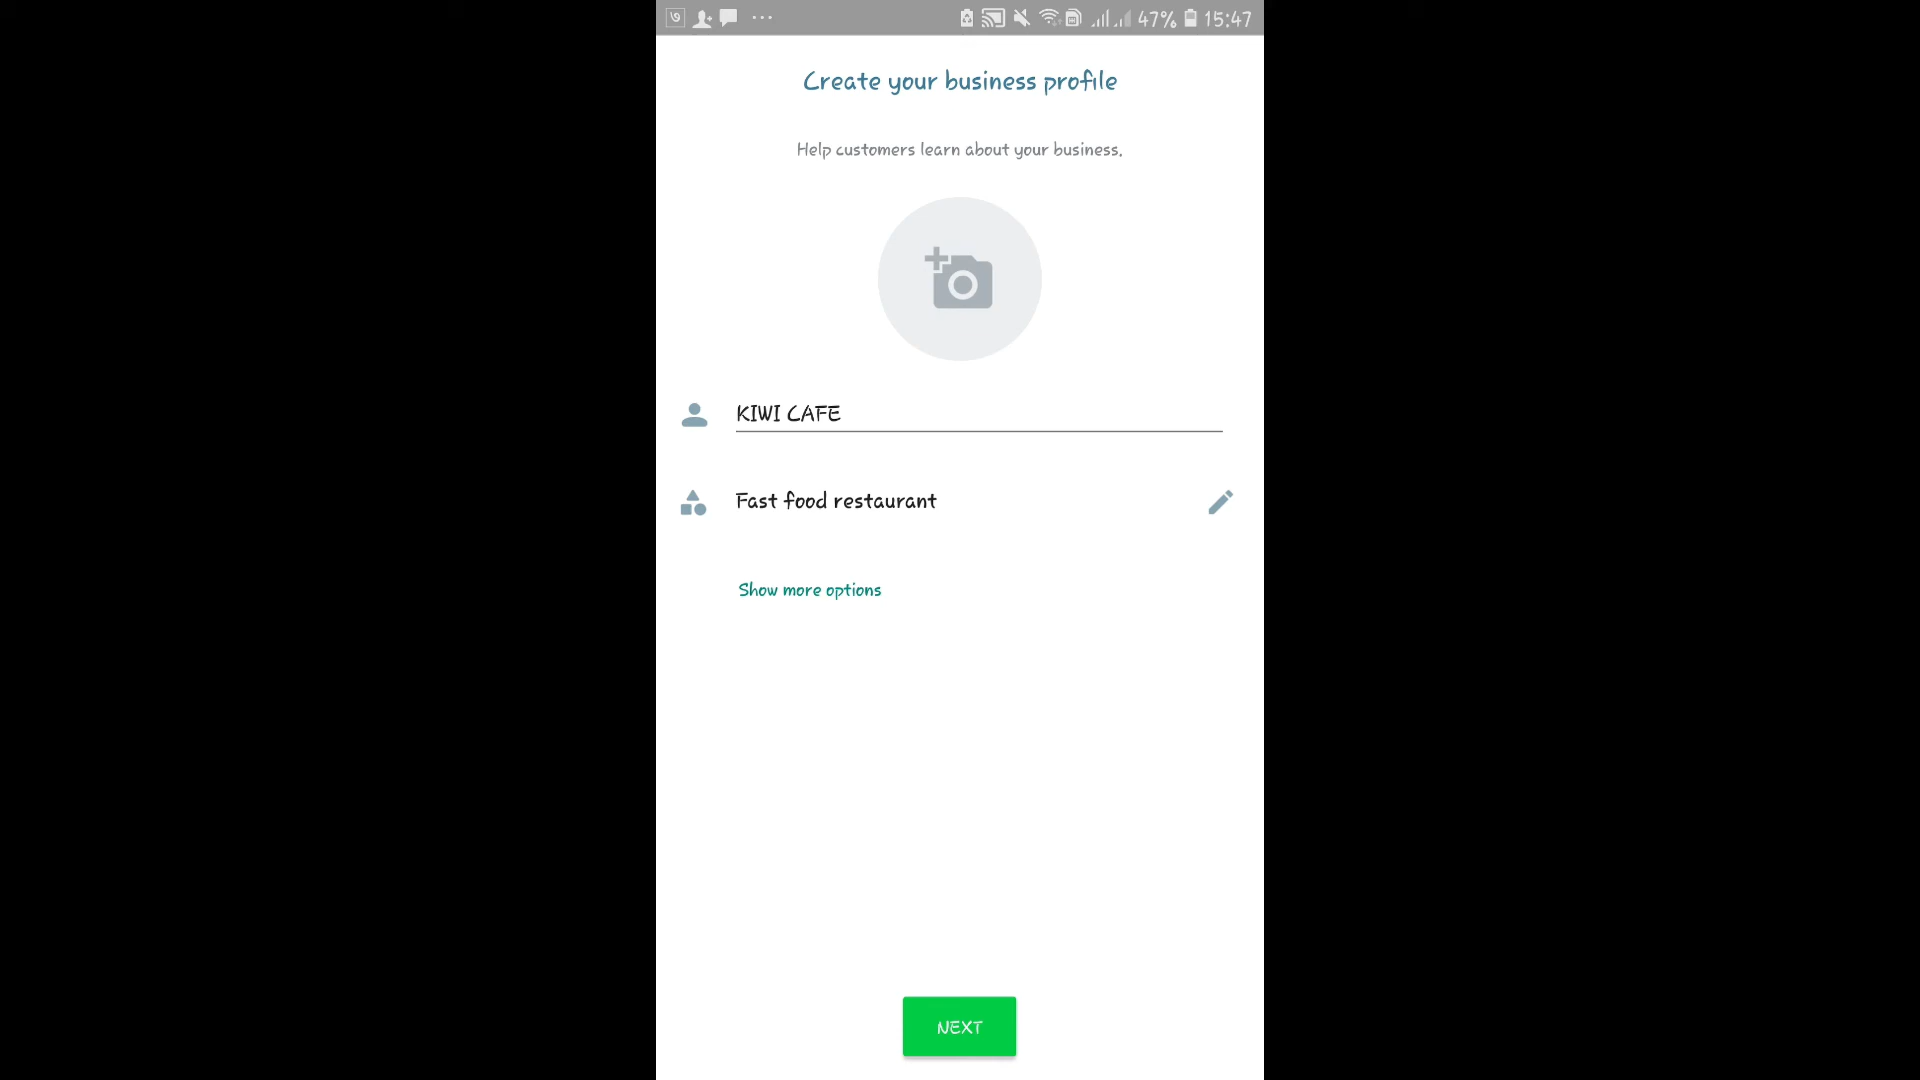 47% 15:47
Create your business profile
Help customers learn about your business.
KIWI CAFE
Fast food restaurant
Show more options
NEXT